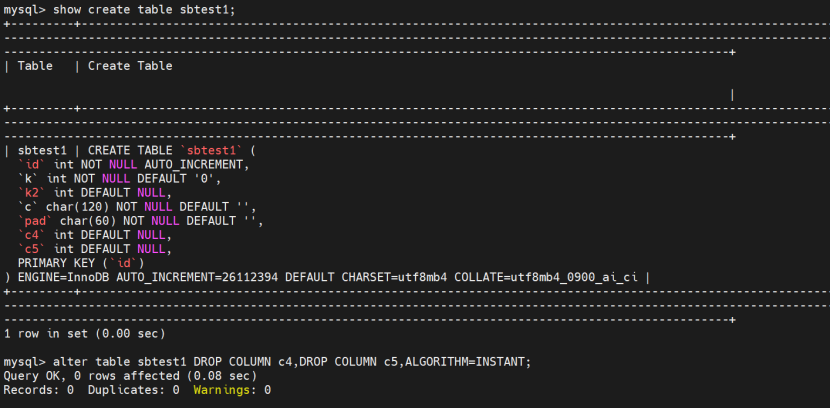 mysql> show create table sbtest1;
+---------+----------------------------------------------------------------------------------------------------------
-----------------------------------------------------------------------------------------------------------------------
---------------------------------------------------------------------------------------------------------+
| Table   | Create Table
|
+---------+----------------------------------------------------------------------------------------------------------
-----------------------------------------------------------------------------------------------------------------------
---------------------------------------------------------------------------------------------------------+
| sbtest1 | CREATE TABLE `sbtest1` (
  `id` int NOT NULL AUTO_INCREMENT,
  `k` int NOT NULL DEFAULT '0',
  `k2` int DEFAULT NULL,
  `c` char(120) NOT NULL DEFAULT '',
  `pad` char(60) NOT NULL DEFAULT '',
  `c4` int DEFAULT NULL,
  `c5` int DEFAULT NULL,
  PRIMARY KEY (`id`)
) ENGINE=InnoDB AUTO_INCREMENT=26112394 DEFAULT CHARSET=utf8mb4 COLLATE=utf8mb4_0900_ai_ci |
+---------+----------------------------------------------------------------------------------------------------------
-----------------------------------------------------------------------------------------------------------------------
---------------------------------------------------------------------------------------------------------+
1 row in set (0.00 sec)
mysql> alter table sbtest1 DROP COLUMN c4,DROP COLUMN c5,ALGORITHM=INSTANT;
Query OK, 0 rows affected (0.08 sec)
Records: 0  Duplicates: 0  Warnings: 0